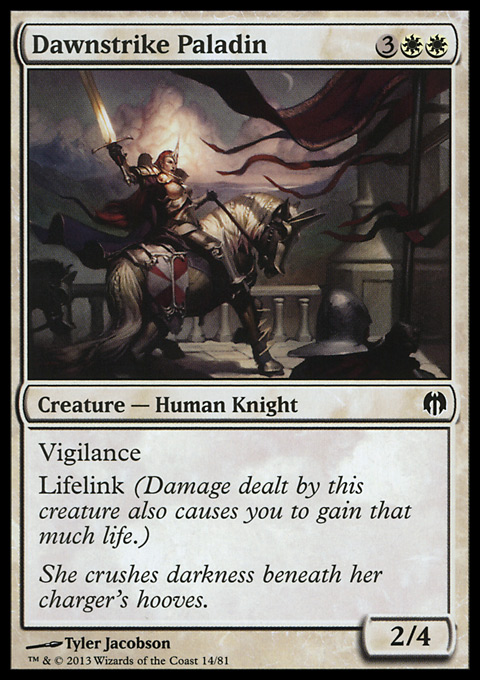 Dawnstrike Paladin 3
Creature — Human Knight
Vigilance
Lifelink (Damage dealt by this
creature also causes you to gain that
much life.)
She crushes darkness beneath her
charger's hooves.
Tyler Jacobson
2/4
™ & © 2013 Wizards of the Coast 14/81